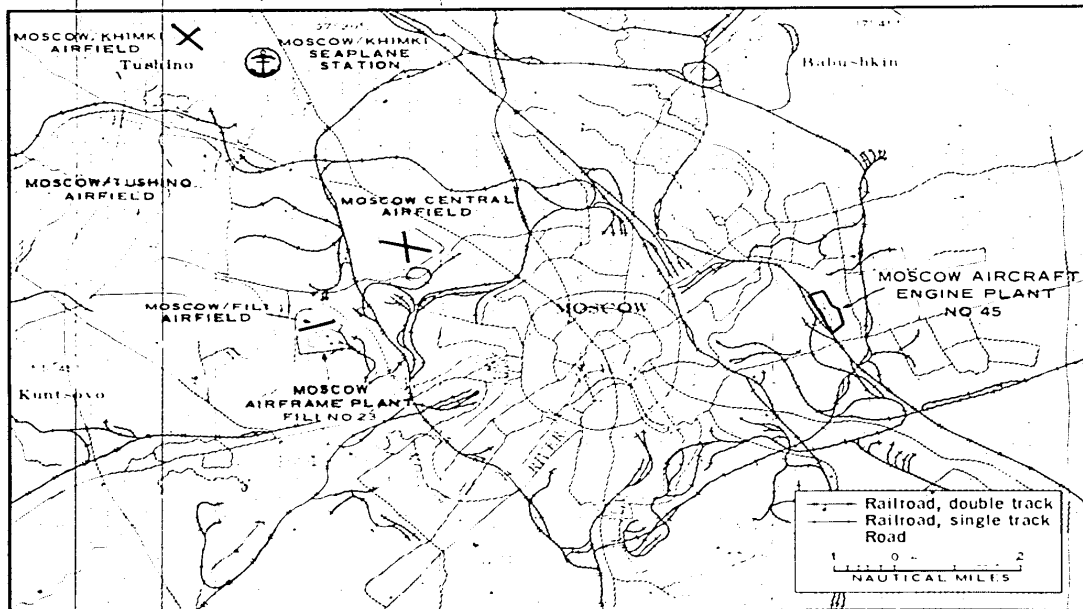 MOSCOW/KHIMKI
AIRFIELD
Tushino
MOSCOW/KHIMKI
SEAPLANE
STATION
Babushkin
MOSCOW/TUSHINO
AIRFIELD
MOSCOW CENTRAL
AIRFIELD
MOSCOW/FILI
AIRFIELD
MOSCOW
MOSCOW AIRCRAFT
ENGINE PLANT
NO 45
Kuntsovo
MOSCOW
AIRFRAME PLANT
FILI NO 23
RIVER
Railroad, double track
Railroad, single track
Road
1 0 2
NAUTICAL MILES